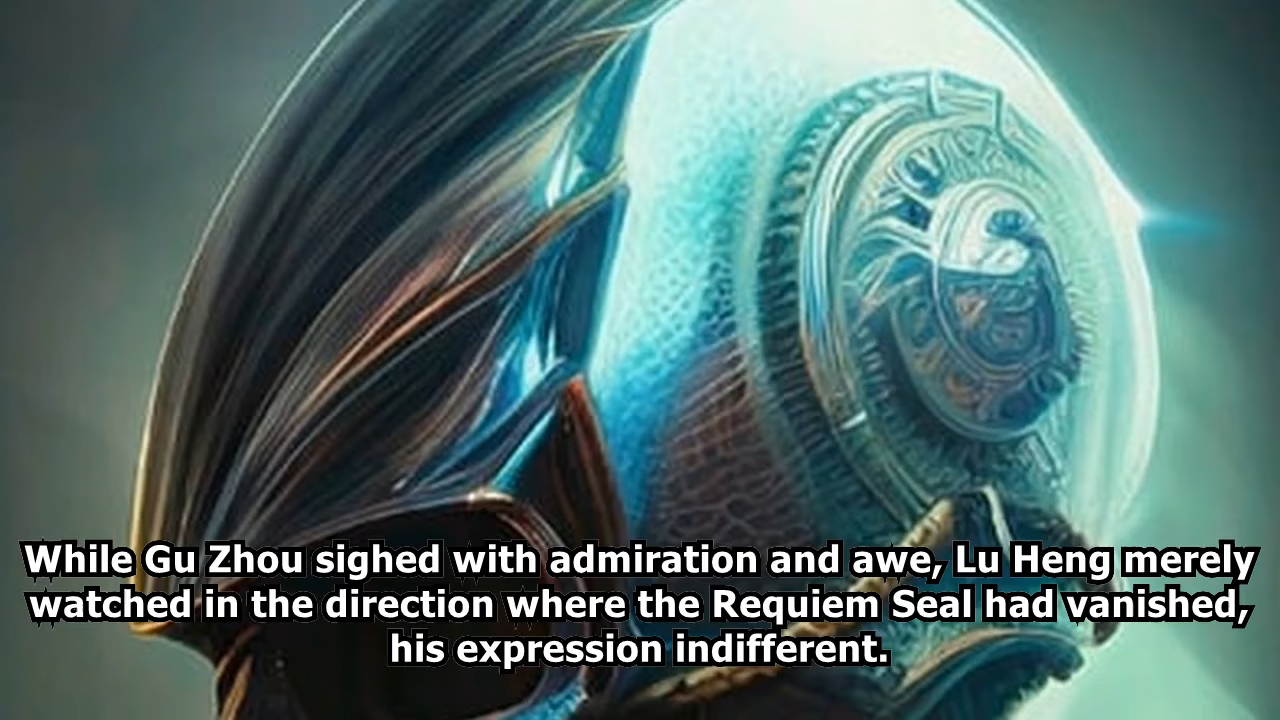 While Gu Zhou sighed with admiration and awe, Lu Heng merely
watched in the direction where the Requiem Seal had vanished,
his expression indifferent.